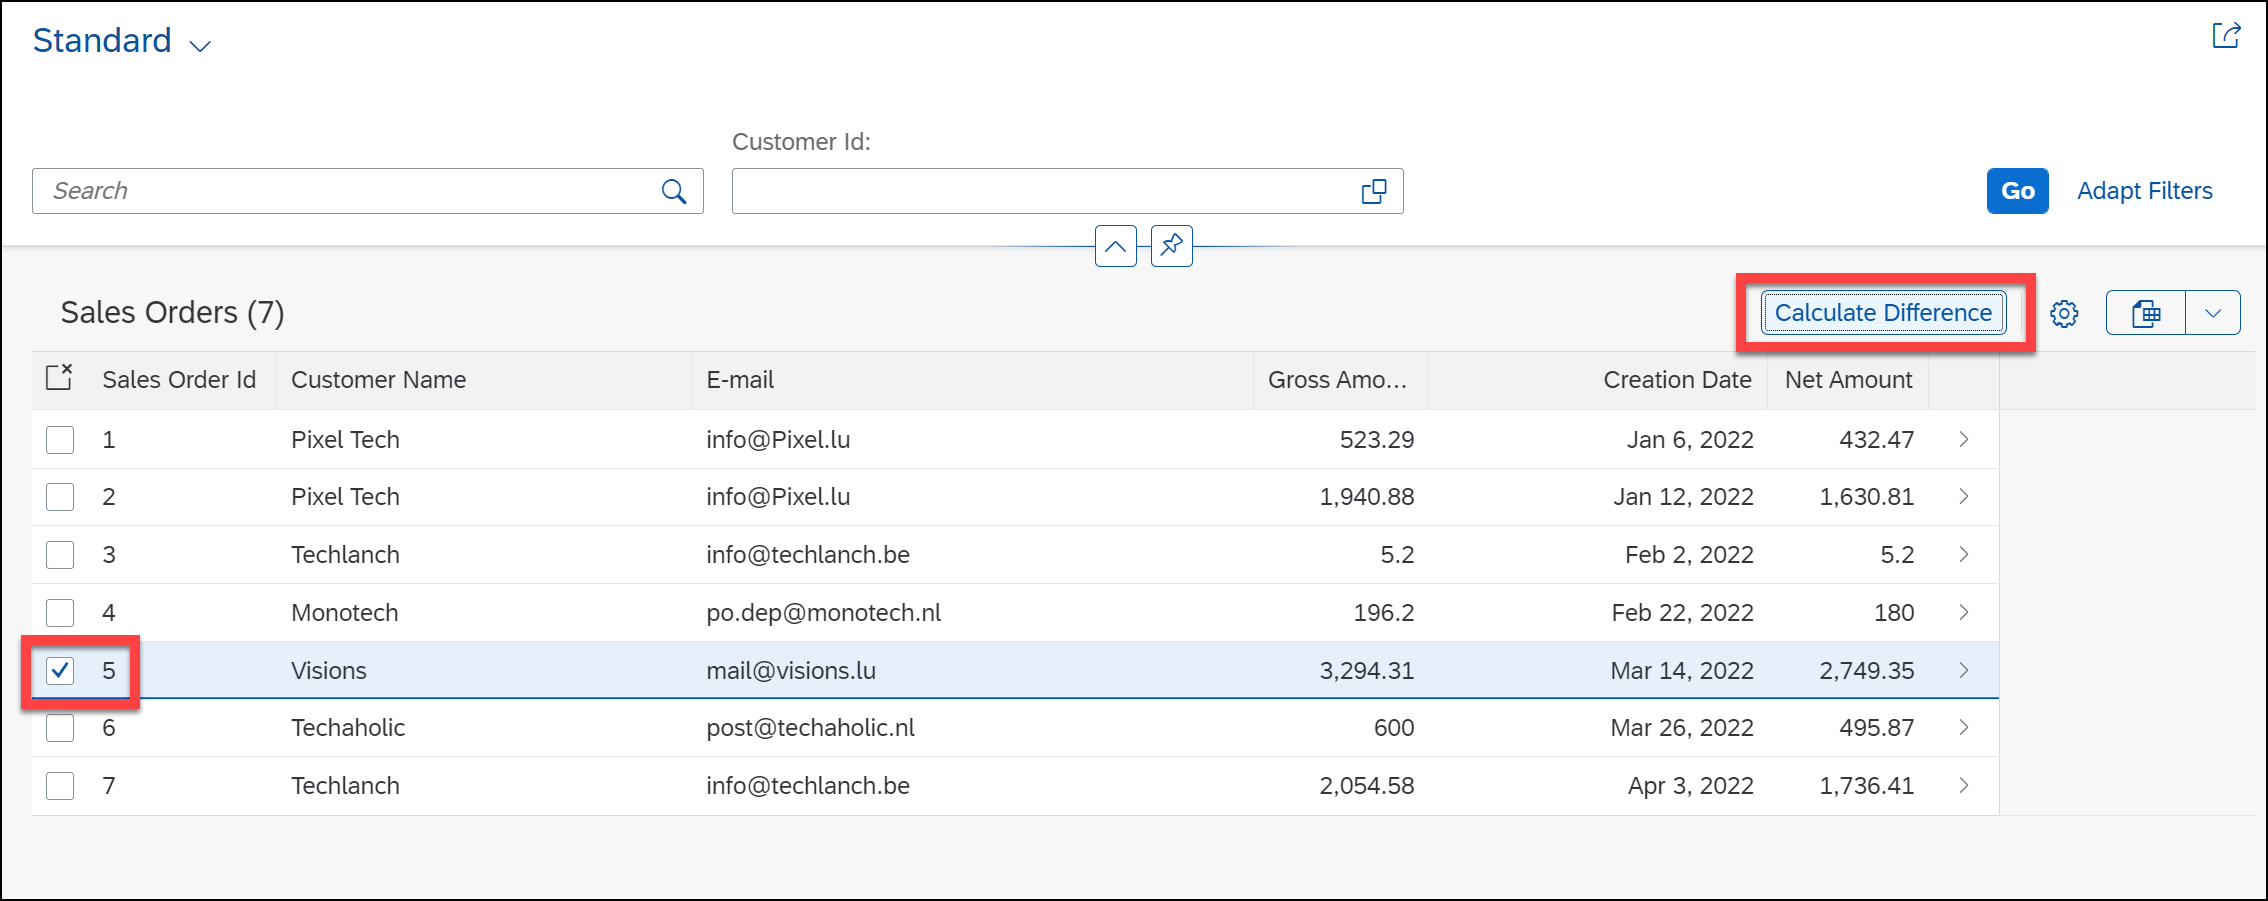 Standard
Customer Id:
Search
Go Adapt Filters
Sales Orders (7) Calculate Difference
Sales Order Id Customer Name E-mail Gross Amo... Creation Date Net Amount
1 Pixel Tech info@Pixel.lu 523.29 Jan 6, 2022 432.47
2 Pixel Tech info@Pixel.lu 1,940.88 Jan 12, 2022 1,630.81
3 Techlanch info@techlanch.be 5.2 Feb 2, 2022 5.2
4 Monotech po.dep@monotech.nl 196.2 Feb 22, 2022 180
5 Visions mail@visions.lu 3,294.31 Mar 14, 2022 2,749.35
6 Techaholic post@techaholic.nl 600 Mar 26, 2022 495.87
7 Techlanch info@techlanch.be 2,054.58 Apr 3, 2022 1,736.41